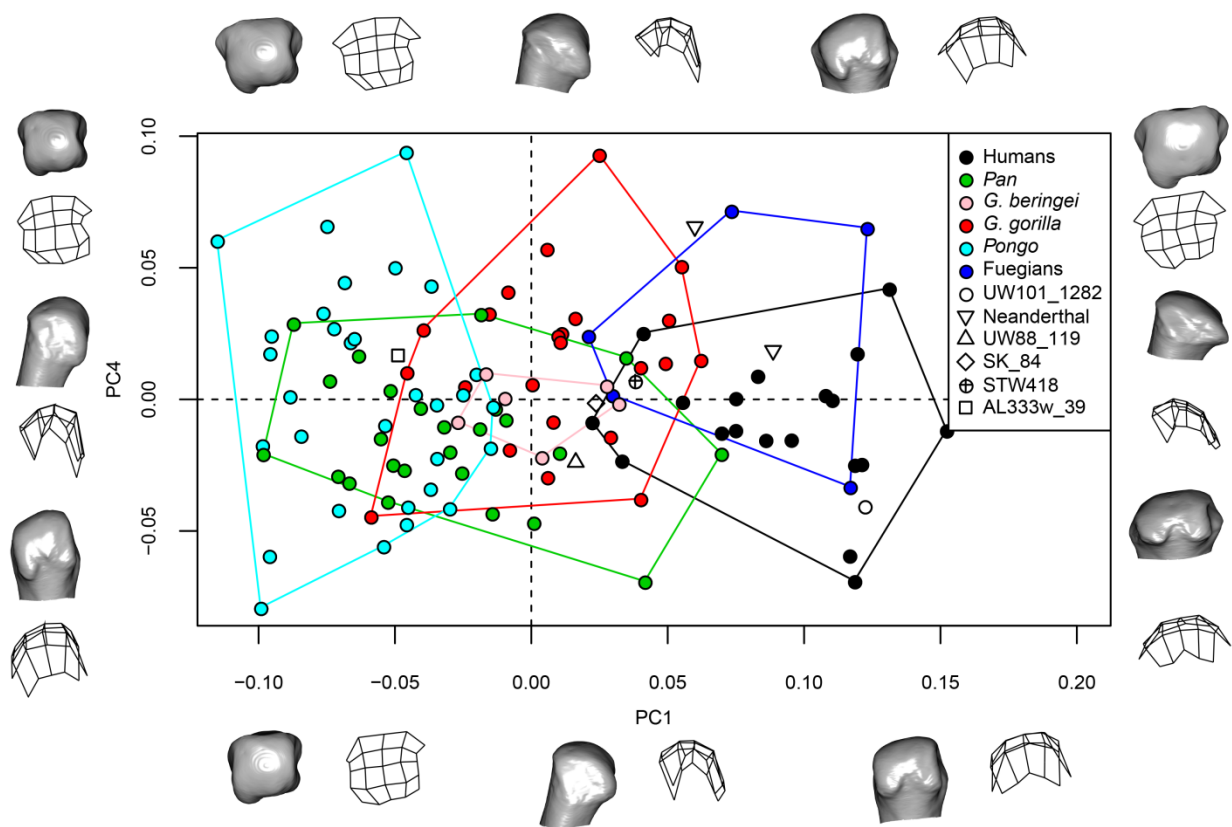 0.10
0.05
0.00
−0.05
PC4
Humans
Pan
G. beringei
G. gorilla
Pongo
Fuegians
UW101_1282
Neanderthal
UW88_119
SK_84
STW418
AL333w_39
−0.10
−0.05
0.00
0.05
0.10
0.15
0.20
PC1